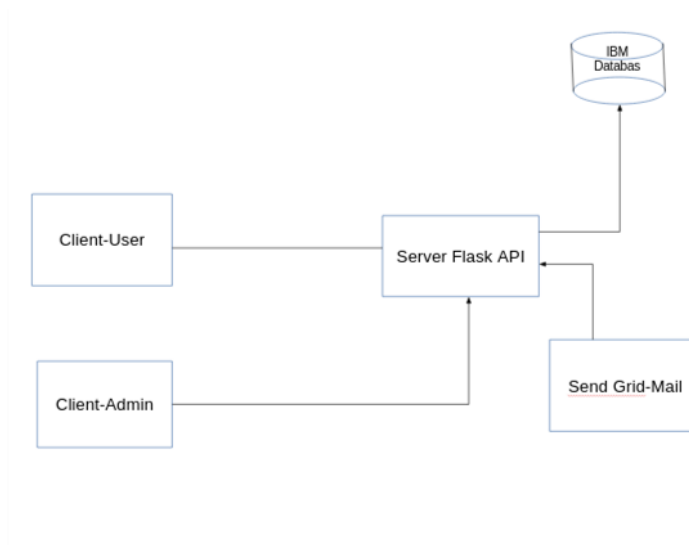 IBM
Databas
Client-User
Server Flask API
Send Grid-Mail
Client-Admin